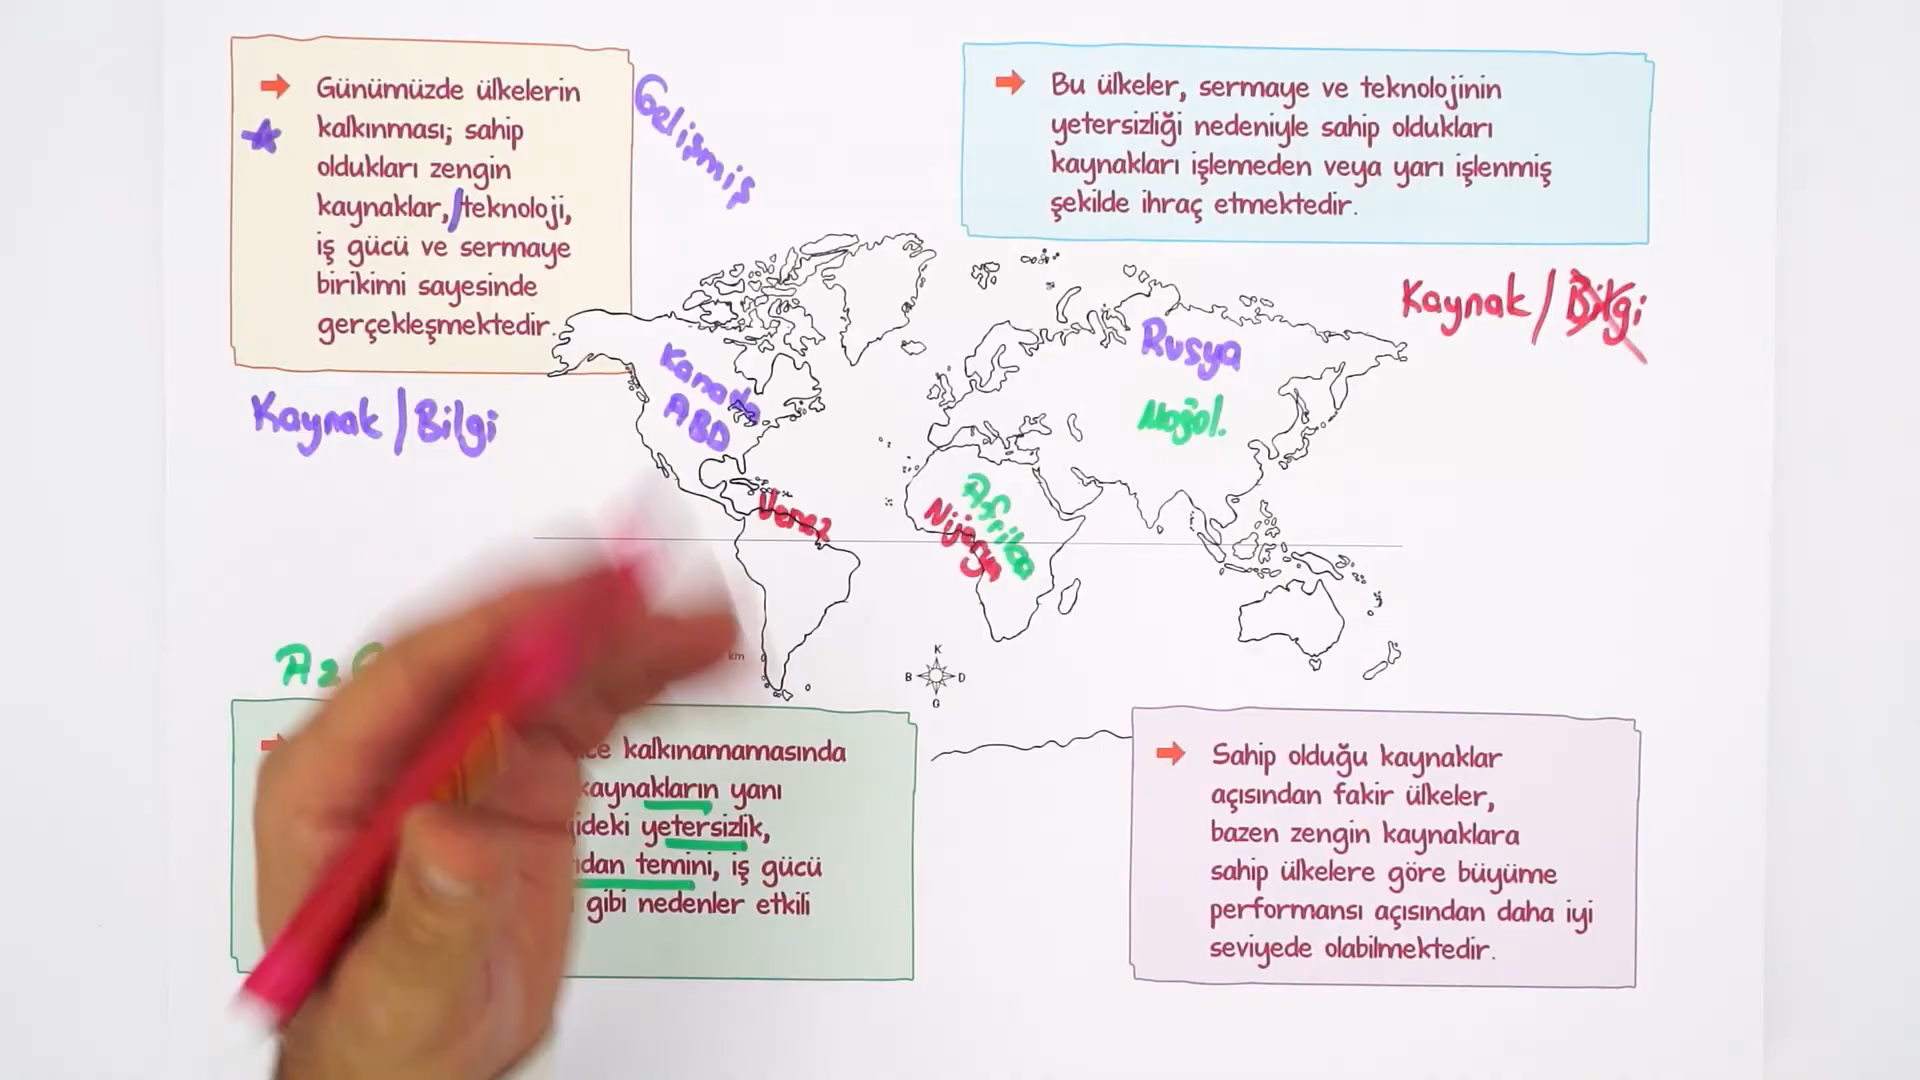 Günümüzde ülkelerin
kalkınması; sahip
oldukları zengin
kaynaklar, teknoloji,
iş gücü ve sermaye
birikimi sayesinde
gerçekleşmektedir.
Gelişmiş
Bu ülkeler, sermaye ve teknolojinin
yetersizliği nedeniyle sahip oldukları
kaynakları işlemeden veya yarı işlenmiş
şekilde ihraç etmektedir.
Kaynak / Bilgi
Kaynak / Bilgi
Kanada
ABD
Rusya
Moğol.
Venez
Afrika
Nijerya
km
K
B D
G
Az
kalkınamamasında
kaynakların yanı
yetersizlik,
temini, iş gücü
gibi nedenler etkili
Sahip olduğu kaynaklar
açısından fakir ülkeler,
bazen zengin kaynaklara
sahip ülkelere göre büyüme
performansı açısından daha iyi
seviyede olabilmektedir.